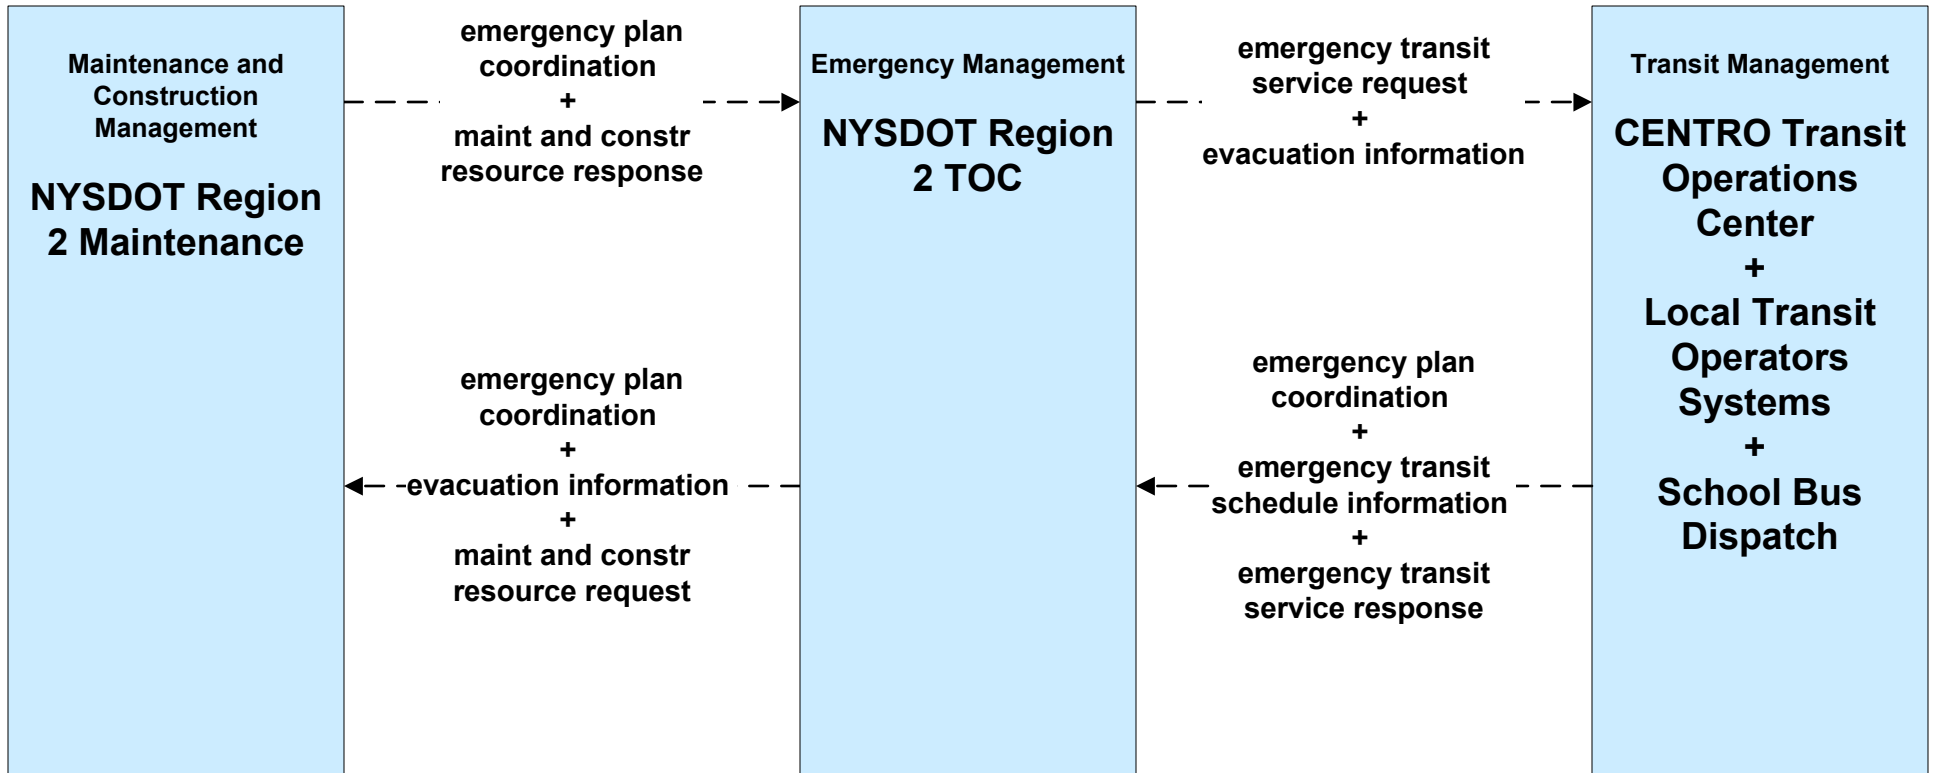 Maintenance and
Construction
Management
NYSDOT Region
2 Maintenance
emergency plan
coordination
+
maint and constr
resource response
emergency plan
coordination
+
evacuation information
+
maint and constr
resource request
Emergency Management
NYSDOT Region
2 TOC
emergency transit
service request
+
evacuation information
emergency plan
coordination
+
emergency transit
schedule information
+
emergency transit
service response
Transit Management
CENTRO Transit
Operations
Center
+
Local Transit
Operators
Systems
+
School Bus
Dispatch